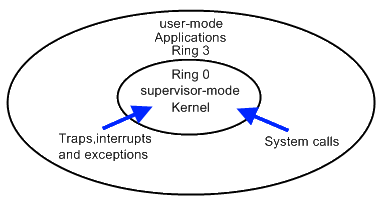 user-mode
Applications
Ring 3
Ring 0
supervisor-mode
Kernel
Traps,interrupts
and exceptions
System calls